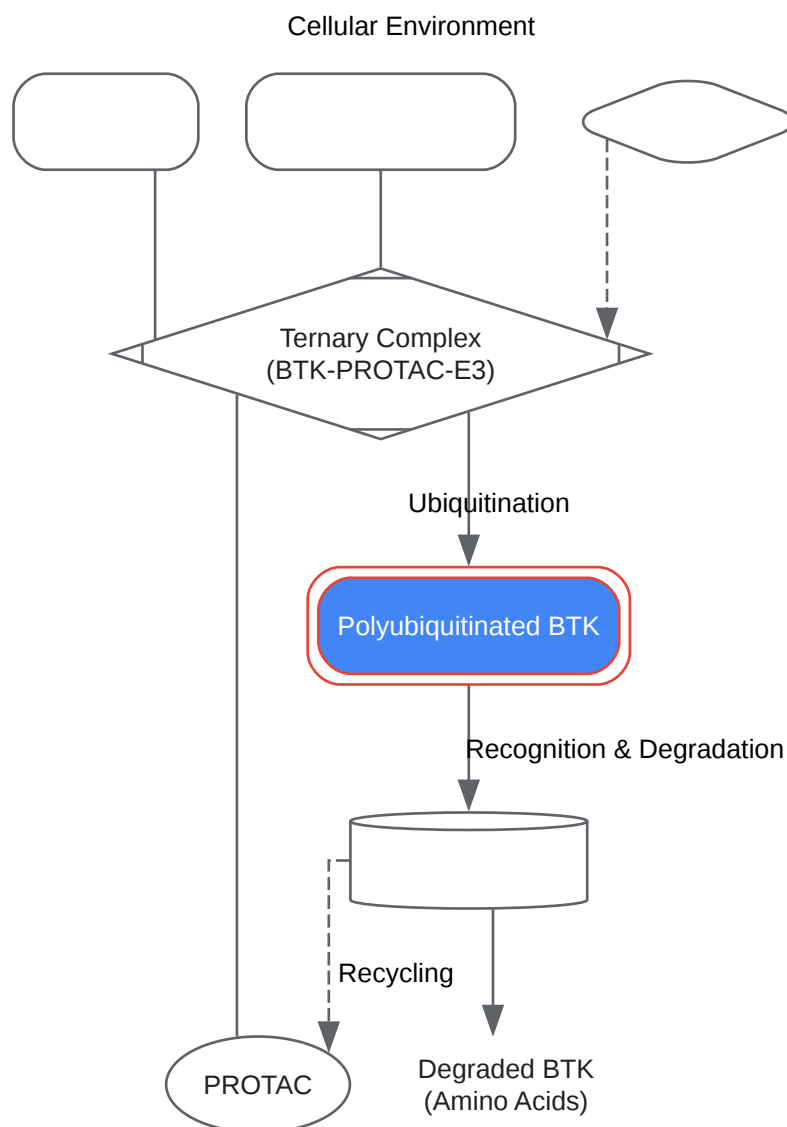 Cellular Environment
Ternary Complex
(BTK-PROTAC-E3)
Ubiquitination
Polyubiquitinated BTK
Recognition & Degradation
Recycling
PROTAC
Degraded BTK
(Amino Acids)